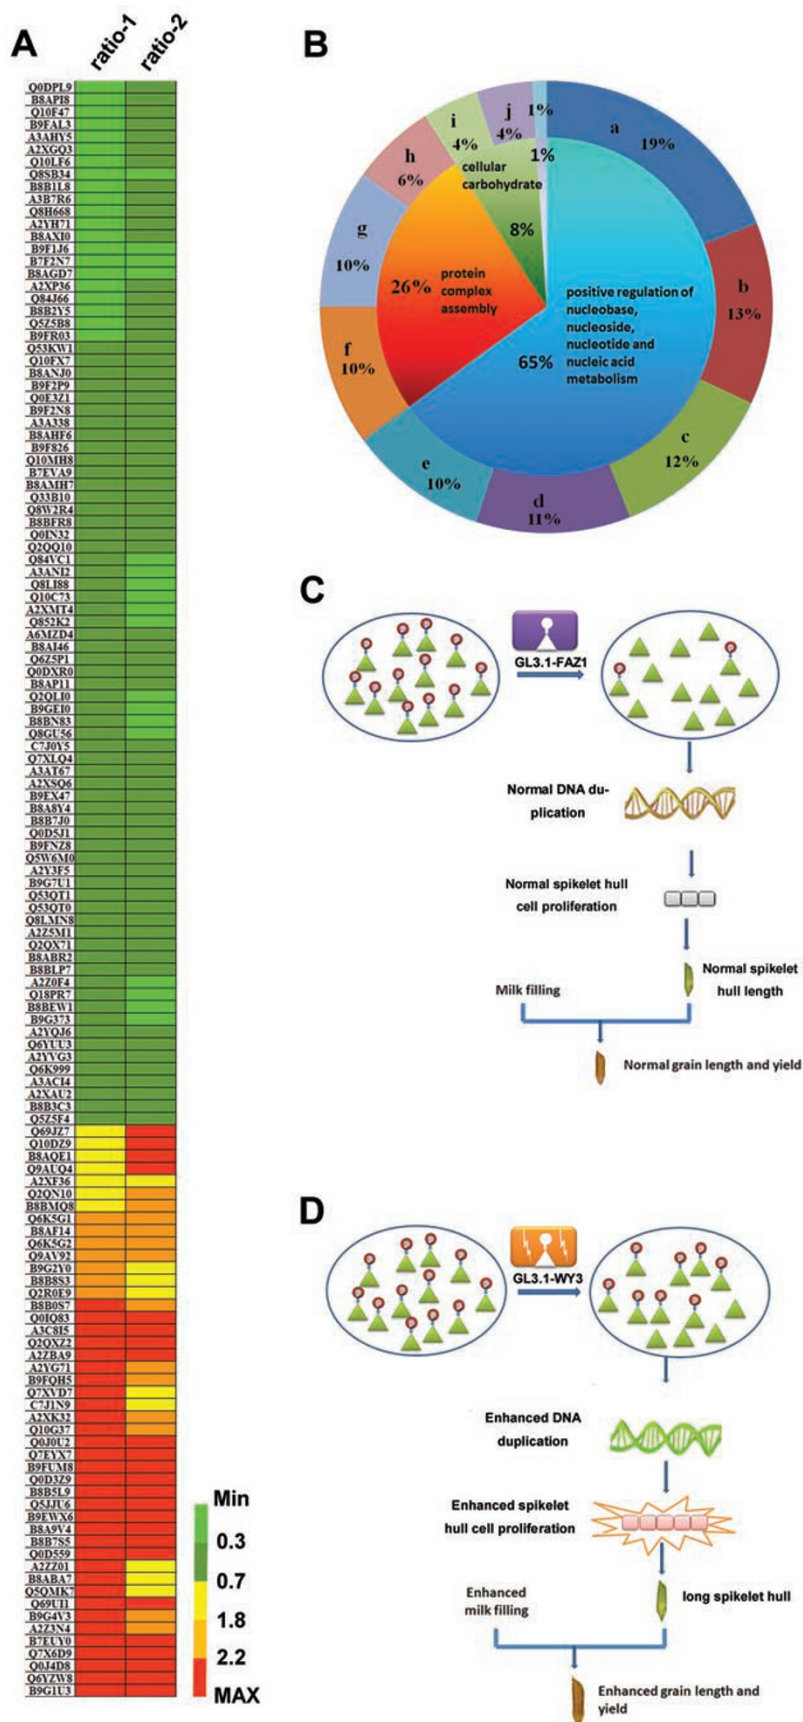 A
ratio-1
ratio-2
Q0DPL9
B8API8
Q10F47
B9FAL3
A3AHY5
A2XGQ3
Q10LF6
Q8SB34
B8B1L8
A3B7R6
Q8H668
A2YH71
B8AXI0
B9F1J6
B7F2N7
B8AGD7
A2XP36
Q84J66
B8B2Y5
Q5Z5B8
B9FR03
Q53KW1
Q10FX7
B8ANJ0
B9F2P9
Q0E3Z1
B9F2N8
A3A338
B8AHF6
B9F826
Q10MH8
B7EVA9
B8AMH7
Q33B10
Q8W2R4
B8BFR8
Q0IN32
Q2QQ10
Q84VC1
A3ANI2
Q8LI88
Q10C73
A2XMT4
Q852K2
A6MZD4
B8AI46
Q6Z5P1
Q0DXR0
B8AP11
Q2QLI0
B9GEI0
B8BN83
Q8GU56
C7J0Y5
Q7XLQ4
A3AT67
A2XSQ6
B9EX47
B8A8Y4
B8B7J0
Q0D5J1
B9FNZ8
Q5W6M0
A2Y3F5
B9G7U1
Q53QT1
Q53QT0
Q8LMN8
A2Z5M1
Q2QX71
B8ABR2
B8BLP7
A2Z0F4
Q18PR7
B8BEW1
B9G373
A2YQJ6
Q6YUU3
A2YVG3
Q6K999
A3ACI4
A2XAU2
B8B3C3
Q5Z5F4
Q69JZ7
Q10DZ9
B8AQE1
Q9AUQ4
A2XF36
Q2QN10
B8BMQ8
Q6K5G1
B8AF14
Q6K5G2
Q9AV92
B9G2Y0
B8B8S3
Q2R0E9
B8B0S7
Q0IQ83
A3C8I5
Q2QXZ2
A2ZBA9
A2YG71
B9FQH5
Q7XVD7
C7J1N9
A2XK32
Q10G37
Q0J0U2
Q7EYX7
B9FUM8
Q0D3Z9
B8B5L9
Q5JJU6
B9EWX6
B8A9V4
B8B7S5
Q0D559
A2ZZ01
B8ABA7
Q5QMK7
Q69UI1
B9G4V3
A2Z3N4
B7EUY0
Q7X6D9
Q0J4D8
Q6YZW8
B9G1U3
Min
0.3
0.7
1.8
2.2
MAX
B
a
19%
b
13%
c
12%
d
11%
e
10%
f
10%
g
10%
h
6%
i
4%
j
4%
1%
1%
cellular
carbohydrate
8%
26%
protein
complex
assembly
positive regulation of
nucleobase,
nucleoside,
nucleotide and
nucleic acid
metabolism
65%
C
GL3.1-FAZ1
Normal DNA du-
plication
Normal spikelet hull
cell proliferation
Normal spikelet
hull length
Milk filling
Normal grain length and yield
D
GL3.1-WY3
Enhanced DNA
duplication
Enhanced spikelet
hull cell proliferation
long spikelet hull
Enhanced
milk filling
Enhanced grain length and
yield